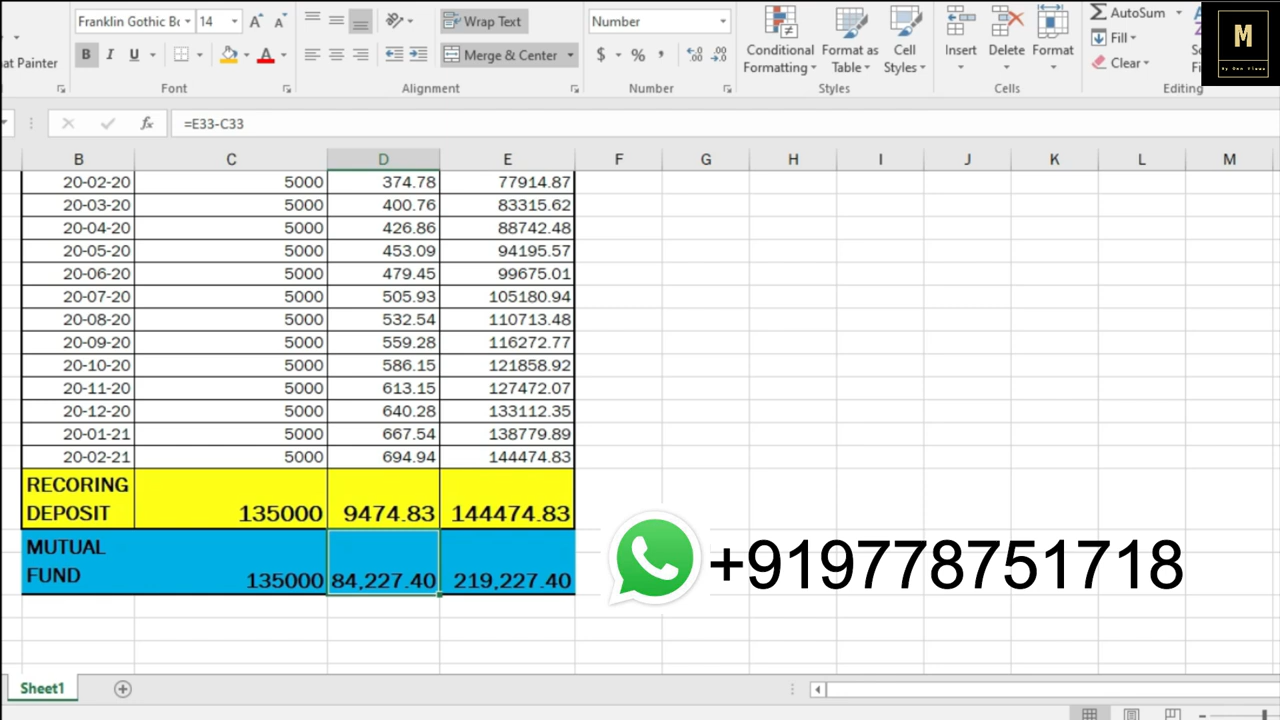 Franklin Gothic Bo 14 Wrap Text Number AutoSum
at Painter B I U A Merge & Center $ % , Conditional Formatting Format as Table Cell Styles Insert Delete Format Fill
Clear
Font Alignment Number Styles Cells Editing
M
fx =E33-C33
B C D E F G H I J K L M
20-02-20 5000 374.78 77914.87
20-03-20 5000 400.76 83315.62
20-04-20 5000 426.86 88742.48
20-05-20 5000 453.09 94195.57
20-06-20 5000 479.45 99675.01
20-07-20 5000 505.93 105180.94
20-08-20 5000 532.54 110713.48
20-09-20 5000 559.28 116272.77
20-10-20 5000 586.15 121858.92
20-11-20 5000 613.15 127472.07
20-12-20 5000 640.28 133112.35
20-01-21 5000 667.54 138779.89
20-02-21 5000 694.94 144474.83
RECORING
DEPOSIT 135000 9474.83 144474.83
MUTUAL
FUND 135000 84,227.40 219,227.40
+919778751718
Sheet1